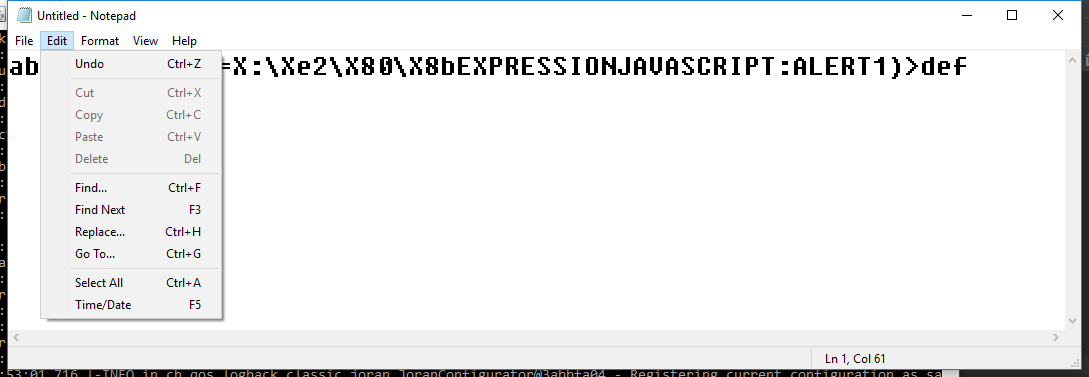 Untitled - Notepad
File Edit Format View Help
ab =X:\Xe2\X80\X8bEXPRESSIONJAVASCRIPT:ALERT1)>def
Undo Ctrl+Z
Cut Ctrl+X
Copy Ctrl+C
Paste Ctrl+V
Delete Del
Find... Ctrl+F
Find Next F3
Replace... Ctrl+H
Go To... Ctrl+G
Select All Ctrl+A
Time/Date F5
Ln 1, Col 61
:53:01,716 |-INFO in ch.qos.logback.classic.joran.JoranConfigurator@3abbfa04 - Registering current configuration as sa